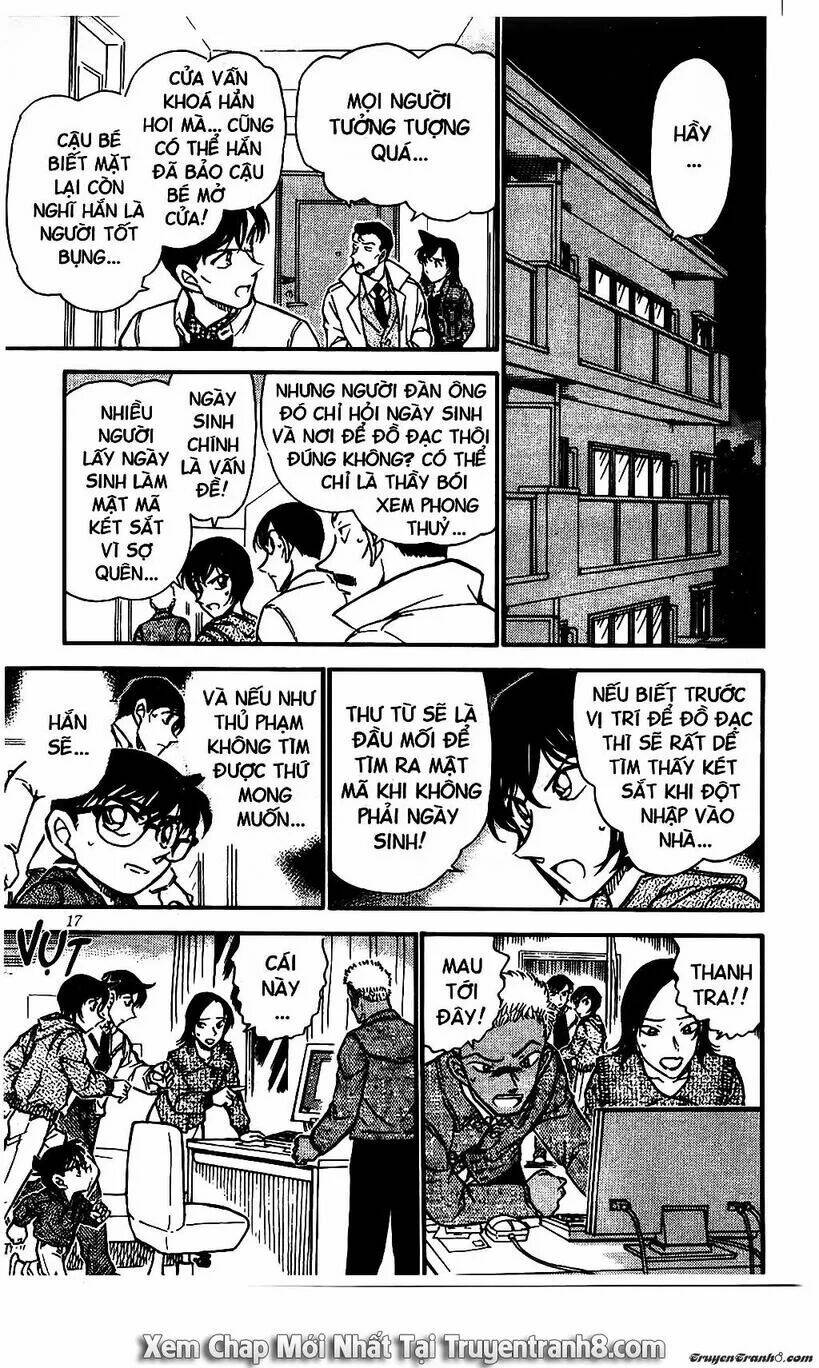 HẦY
...
MỌI NGƯỜI
TƯỞNG TƯỢNG
QUÁ...
CỬA VẪN
KHOÁ HẲN
HOI MÀ... CŨNG
CÓ THỂ HẮN
ĐÃ BẢO CẬU
BÉ MỞ
CỬA!
CẬU BÉ
BIẾT MẶT
LẠI CÒN
NGHĨ HẮN LÀ
NGƯỜI TỐT
BỤNG...
NHƯNG NGƯỜI ĐÀN ÔNG
ĐÓ CHỈ HỎI NGÀY SINH
VÀ NƠI ĐỂ ĐỒ ĐẠC THÔI
ĐÚNG KHÔNG? CÓ THỂ
CHỈ LÀ THẦY BÓI
XEM PHONG
THUỶ...
NGÀY
SINH
CHÍNH
LÀ VẤN
ĐỀ!
NHIỀU
NGƯỜI
LẤY NGÀY
SINH LÀM
MẬT MÃ
KÉT SẮT
VÌ SỢ
QUÊN...
NẾU BIẾT TRƯỚC
VỊ TRÍ ĐỂ ĐỒ ĐẠC
THÌ SẼ RẤT DỂ
TÌM THẤY KÉT
SẮT KHI ĐỘT
NHẬP VÀO
NHÀ...
THƯ TỪ SẼ LÀ
ĐẦU MỐI ĐỂ
TÌM RA MẬT
MÃ KHI KHÔNG
PHẢI NGÀY
SINH!
VÀ NẾU NHƯ
THỦ PHẠM
KHÔNG TÌM
ĐƯỢC THỨ
MONG
MUỐN...
HẮN
SẼ...
17
THANH
TRA!!
MAU
TỚI
ĐÂY!
CÁI
NÀY
...
VỤT
Xem Chap Mới Nhất Tại Truyentranh8.com
TruyenTranh8.com